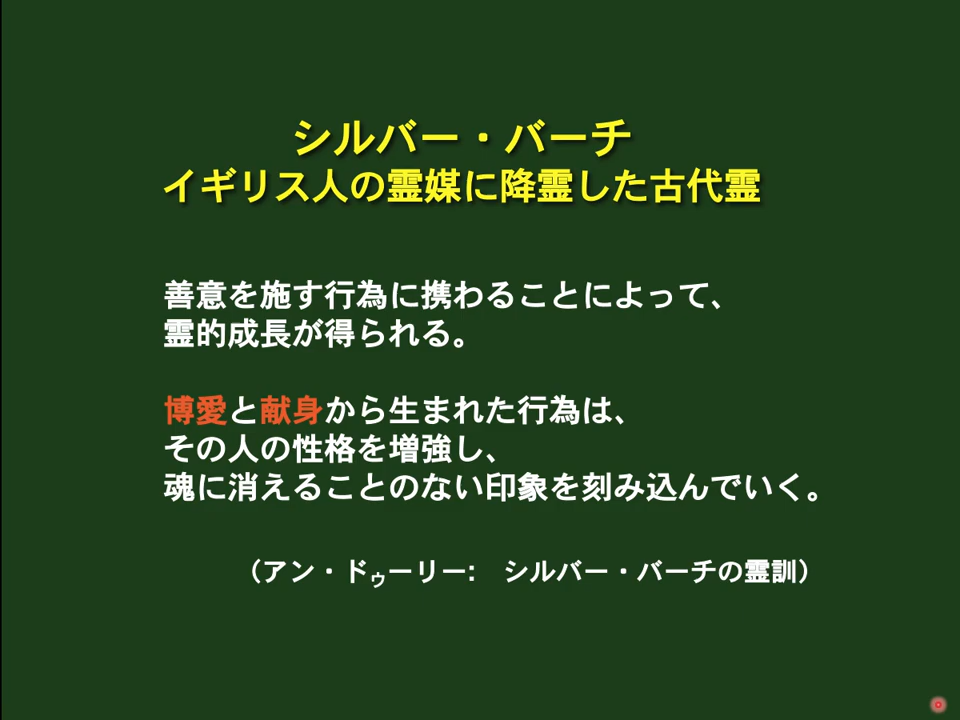 シルバー・バーチ
イギリス人の霊媒に降霊した古代霊
善意を施す行為に携わることによって、
霊的成長が得られる。
博愛と献身から生まれた行為は、
その人の性格を増強し、
魂に消えることのない印象を刻み込んでいく。
（アン・ドゥーリー:　シルバー・バーチの霊訓）